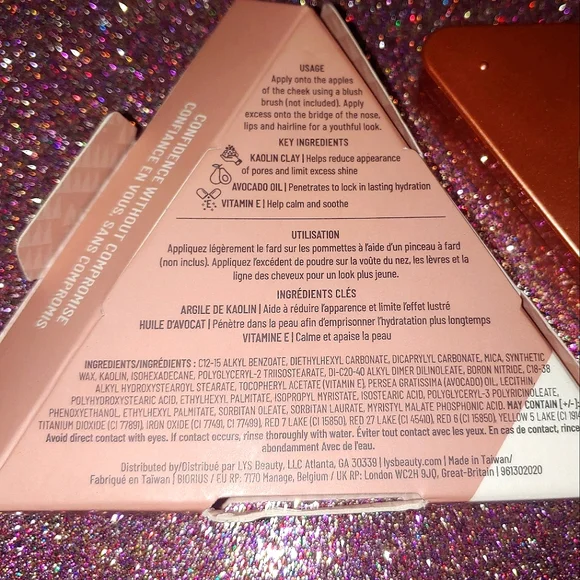 CONFIDENCE WITHOUT COMPROMISE
CONFIANCE EN VOUS. SANS COMPROMIS
USAGE
Apply onto the apples
of the cheek using a blush
brush (not included). Apply
excess onto the bridge of the nose,
lips and hairline for a youthful look.
KEY INGREDIENTS
KAOLIN CLAY | Helps reduce appearance
of pores and limit excess shine
AVOCADO OIL | Penetrates to lock in lasting hydration
E
VITAMIN E | Help calm and soothe
UTILISATION
Appliquez légèrement le fard sur les pommettes à l'aide d'un pinceau à fard
(non inclus). Appliquez l'excédent de poudre sur la voûte du nez, les lèvres et la
ligne des cheveux pour un look plus jeune.
INGRÉDIENTS CLÉS
ARGILE DE KAOLIN | Aide à réduire l'apparence et limite l'effet lustré
HUILE D'AVOCAT | Pénètre dans la peau afin d'emprisonner l'hydratation plus longtemps
VITAMINE E | Calme et apaise la peau
INGREDIENTS/INGRÉDIENTS : C12-15 ALKYL BENZOATE, DIETHYLHEXYL CARBONATE, DICAPRYLYL CARBONATE, MICA, SYNTHETIC
WAX, KAOLIN, ISOHEXADECANE, POLYGLYCERYL-2 TRIISOSTEARATE, DI-C20-40 ALKYL DIMER DILINOLEATE, BORON NITRIDE, C18-38
ALKYL HYDROXYSTEAROYL STEARATE, TOCOPHERYL ACETATE (VITAMIN E), PERSEA GRATISSIMA (AVOCADO) OIL, LECITHIN,
POLYHYDROXYSTEARIC ACID, ETHYLHEXYL PALMITATE, ISOPROPYL MYRISTATE, ISOSTEARIC ACID, POLYGLYCERYL-3 POLYRICINOLEATE,
PHENOXYETHANOL, ETHYLHEXYL PALMITATE, SORBITAN OLEATE, SORBITAN LAURATE, MYRISTYL MALATE PHOSPHONIC ACID. MAY CONTAIN [+/-]:
TITANIUM DIOXIDE (CI 77891), IRON OXIDE (CI 77491, CI 77499), RED 7 LAKE (CI 15850), RED 27 LAKE (CI 45410), RED 6 (CI 15850), YELLOW 5 LAKE (CI 191
Avoid direct contact with eyes. If contact occurs, rinse thoroughly with water. Éviter tout contact avec les yeux. En cas de contact, rincez
abondamment Avec de l'eau.
Distributed by/Distribué par LYS Beauty, LLC Atlanta, GA 30339 | lysbeauty.com | Made in Taiwan/
Fabriqué en Taiwan | BIORIUS / EU RP: 7170 Manage, Belgium / UK RP: London WC2H 9JQ, Great-Britain | 961302020